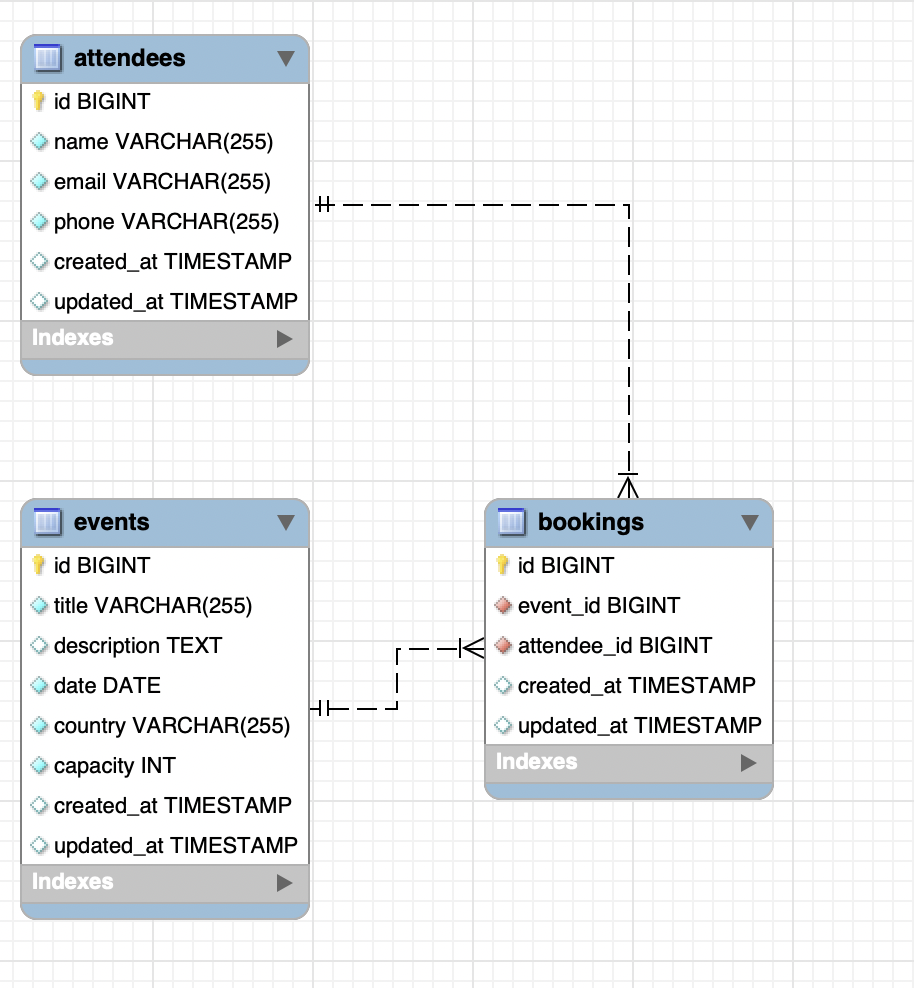 attendees
id BIGINT
name VARCHAR(255)
email VARCHAR(255)
phone VARCHAR(255)
created_at TIMESTAMP
updated_at TIMESTAMP
Indexes
events
id BIGINT
title VARCHAR(255)
description TEXT
date DATE
country VARCHAR(255)
capacity INT
created_at TIMESTAMP
updated_at TIMESTAMP
Indexes
bookings
id BIGINT
event_id BIGINT
attendee_id BIGINT
created_at TIMESTAMP
updated_at TIMESTAMP
Indexes